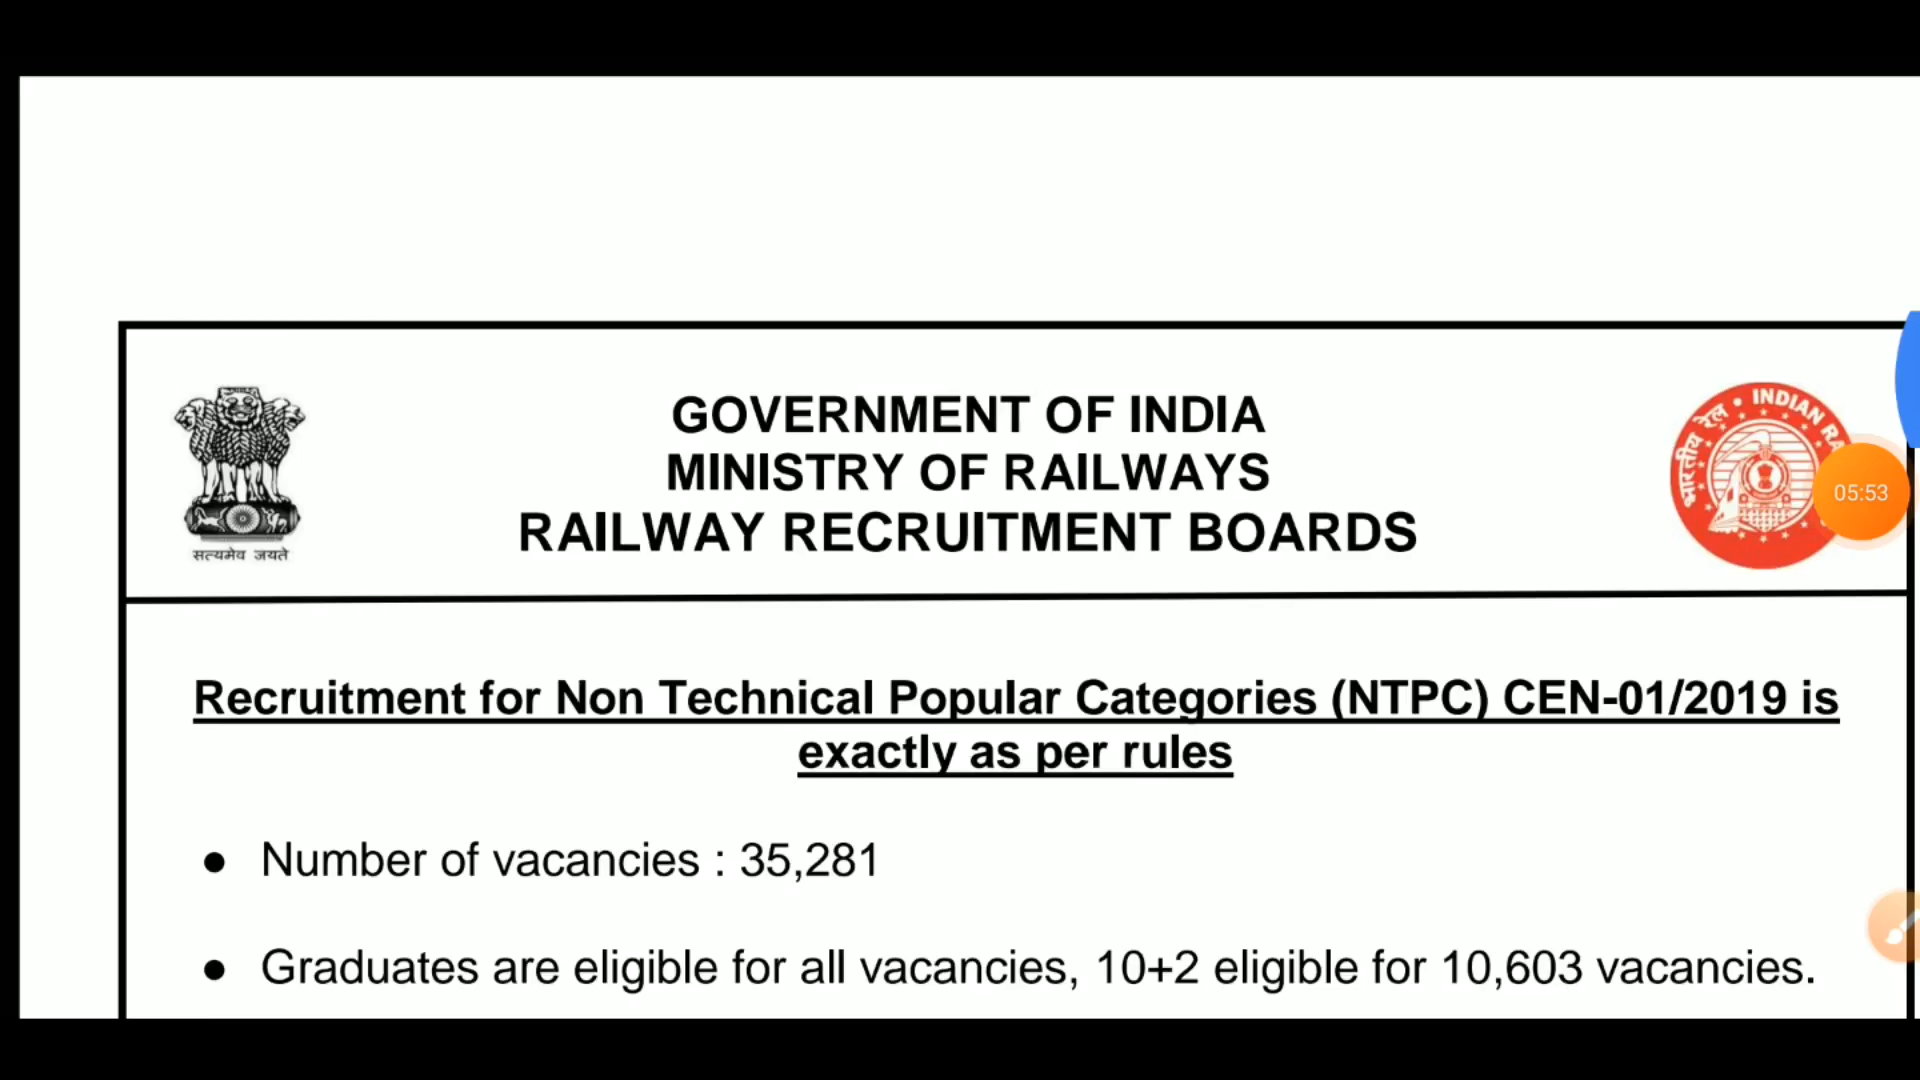 GOVERNMENT OF INDIA
MINISTRY OF RAILWAYS
RAILWAY RECRUITMENT BOARDS
सत्यमेव जयते
भारतीय रेल • INDIAN RA
05:53
Recruitment for Non Technical Popular Categories (NTPC) CEN-01/2019 is
exactly as per rules
● Number of vacancies : 35,281
● Graduates are eligible for all vacancies, 10+2 eligible for 10,603 vacancies.